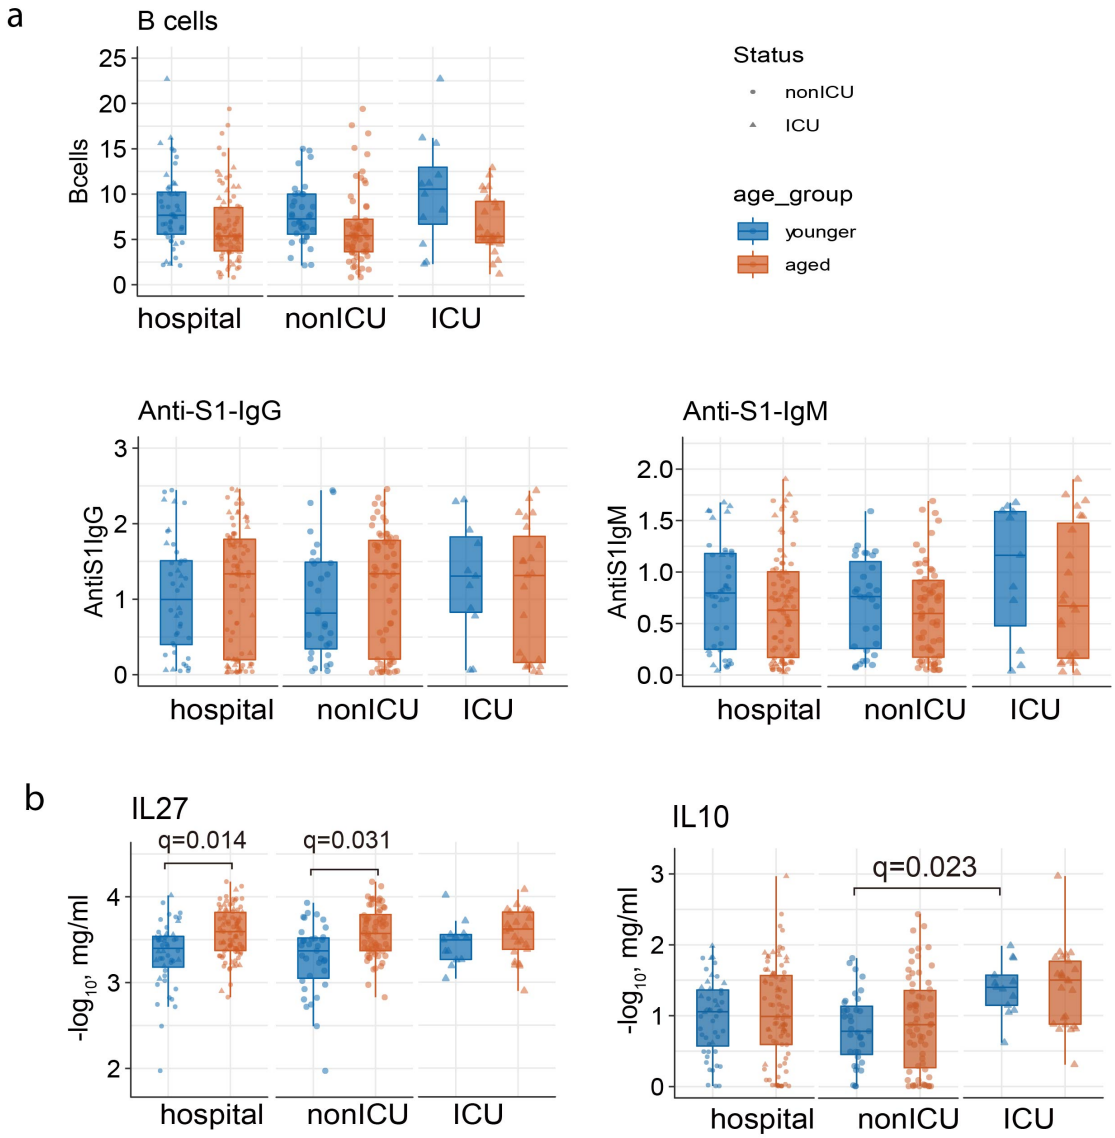 a
B cells
Bcells
25
20
15
10
5
0
hospital nonICU ICU
Status
nonICU
ICU
age_group
younger
aged
Anti-S1-IgG
AntiS1IgG
3
2
1
0
hospital nonICU ICU
Anti-S1-IgM
AntiS1IgM
2.0
1.5
1.0
0.5
0.0
hospital nonICU ICU
b
IL27
q=0.014 q=0.031
-log10, mg/ml
4
3
2
hospital nonICU ICU
IL10
q=0.023
-log10, mg/ml
3
2
1
0
hospital nonICU ICU